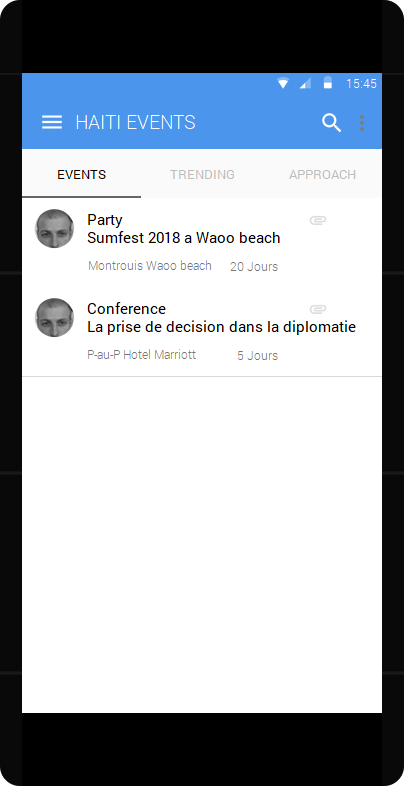 15:45
HAITI EVENTS
EVENTS TRENDING APPROACH
Party
Sumfest 2018 a Waoo beach
Montrouis Waoo beach 20 Jours
Conference
La prise de decision dans la diplomatie
P-au-P Hotel Marriott 5 Jours